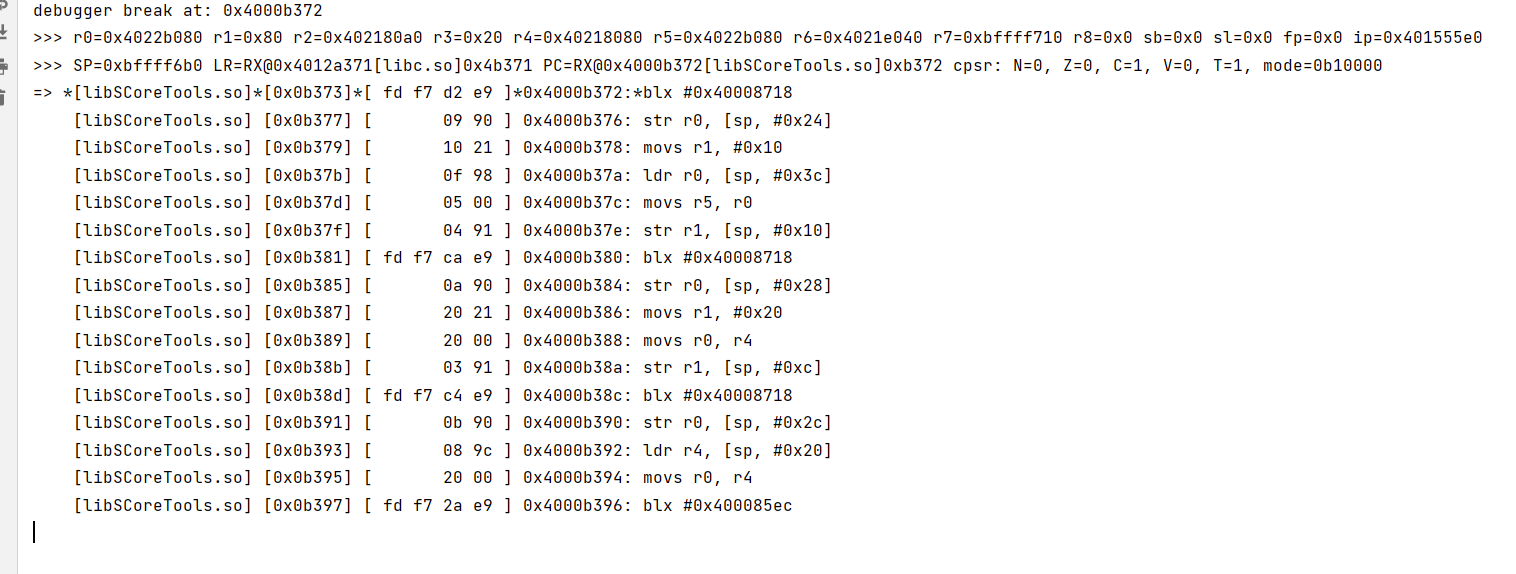 debugger break at: 0x4000b372
>>> r0=0x4022b080 r1=0x80 r2=0x402180a0 r3=0x20 r4=0x40218080 r5=0x4022b080 r6=0x4021e040 r7=0xbffff710 r8=0x0 sb=0x0 sl=0x0 fp=0x0 ip=0x401555e0
>>> SP=0xbffff6b0 LR=RX@0x4012a371[libc.so]0x4b371 PC=RX@0x4000b372[libSCoreTools.so]0xb372 cpsr: N=0, Z=0, C=1, V=0, T=1, mode=0b10000
=> *[libSCoreTools.so]*[0x0b373]*[ fd f7 d2 e9 ]*0x4000b372:*blx #0x40008718
[libSCoreTools.so] [0x0b377] [       09 90 ] 0x4000b376: str r0, [sp, #0x24]
[libSCoreTools.so] [0x0b379] [       10 21 ] 0x4000b378: movs r1, #0x10
[libSCoreTools.so] [0x0b37b] [       0f 98 ] 0x4000b37a: ldr r0, [sp, #0x3c]
[libSCoreTools.so] [0x0b37d] [       05 00 ] 0x4000b37c: movs r5, r0
[libSCoreTools.so] [0x0b37f] [       04 91 ] 0x4000b37e: str r1, [sp, #0x10]
[libSCoreTools.so] [0x0b381] [ fd f7 ca e9 ] 0x4000b380: blx #0x40008718
[libSCoreTools.so] [0x0b385] [       0a 90 ] 0x4000b384: str r0, [sp, #0x28]
[libSCoreTools.so] [0x0b387] [       20 21 ] 0x4000b386: movs r1, #0x20
[libSCoreTools.so] [0x0b389] [       20 00 ] 0x4000b388: movs r0, r4
[libSCoreTools.so] [0x0b38b] [       03 91 ] 0x4000b38a: str r1, [sp, #0xc]
[libSCoreTools.so] [0x0b38d] [ fd f7 c4 e9 ] 0x4000b38c: blx #0x40008718
[libSCoreTools.so] [0x0b391] [       0b 90 ] 0x4000b390: str r0, [sp, #0x2c]
[libSCoreTools.so] [0x0b393] [       08 9c ] 0x4000b392: ldr r4, [sp, #0x20]
[libSCoreTools.so] [0x0b395] [       20 00 ] 0x4000b394: movs r0, r4
[libSCoreTools.so] [0x0b397] [ fd f7 2a e9 ] 0x4000b396: blx #0x400085ec